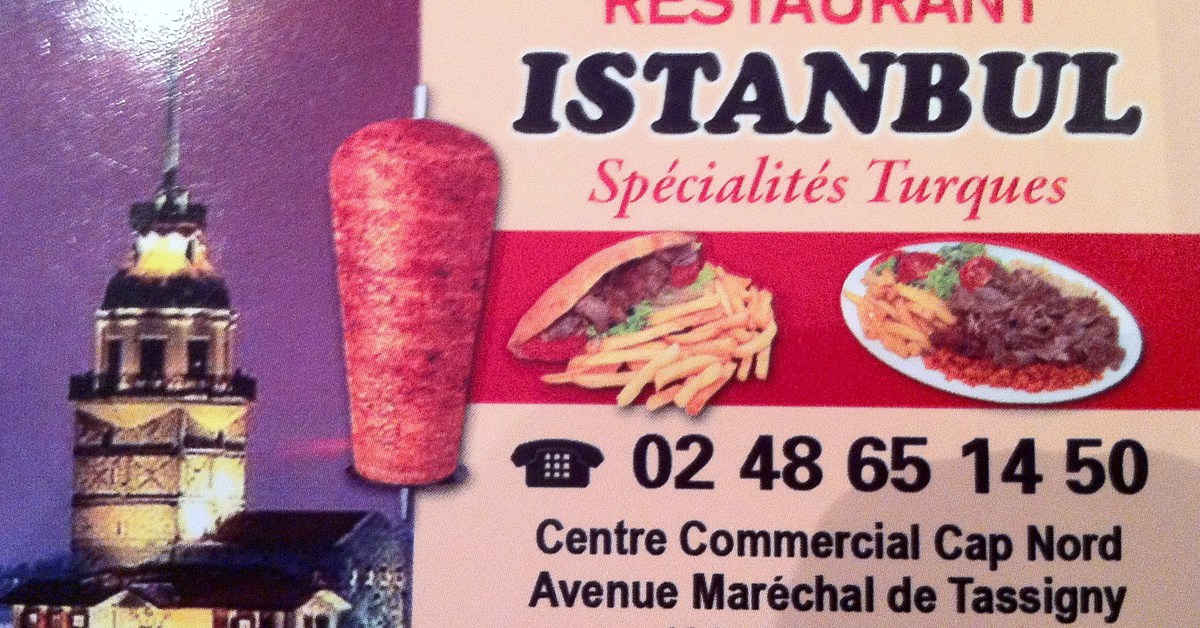 RESTAURANT
ISTANBUL
Spécialités Turques
02 48 65 14 50
Centre Commercial Cap Nord
Avenue Maréchal de Tassigny